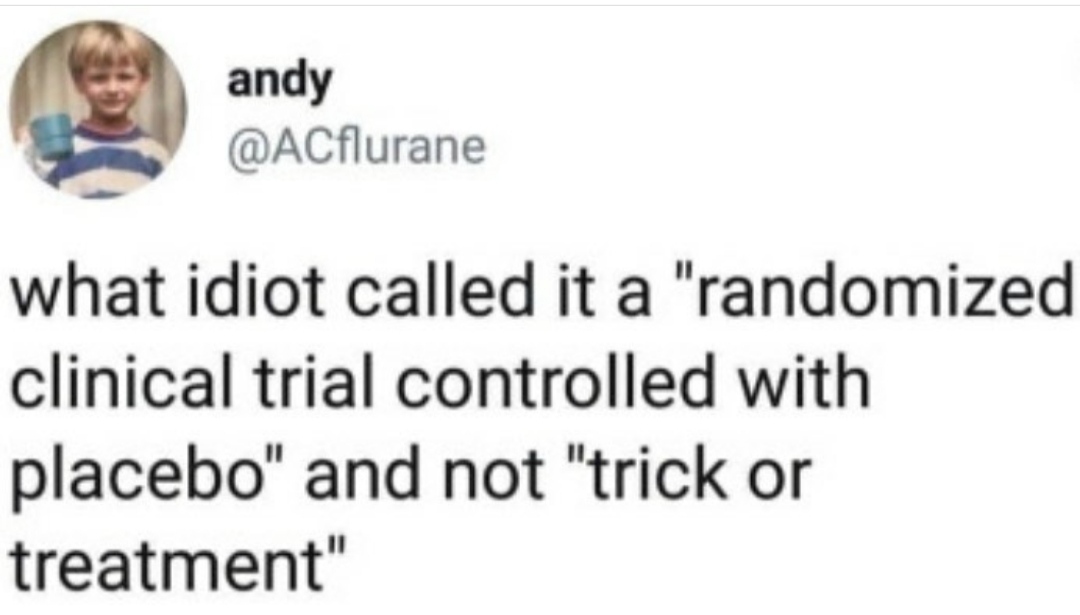 andy
@ACflurane
what idiot called it a "randomized
clinical trial controlled with
placebo" and not "trick or
treatment"